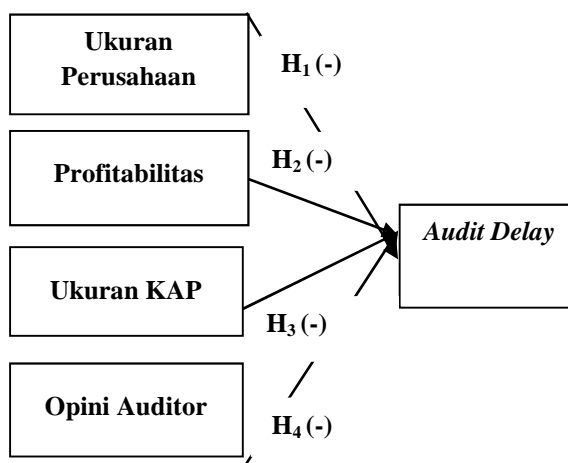 Ukuran
Perusahaan
H₁ (-)
H₂ (-)
Profitabilitas
Audit Delay
Ukuran KAP
H₃ (-)
Opini Auditor
H₄ (-)